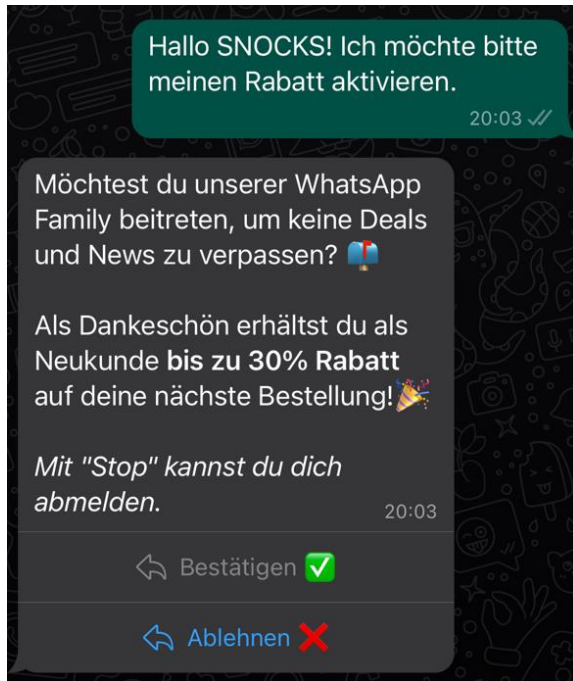 Hallo SNOCKS! Ich möchte bitte
meinen Rabatt aktivieren.
20:03
Möchtest du unserer WhatsApp
Family beitreten, um keine Deals
und News zu verpassen? 📬
Als Dankeschön erhältst du als
Neukunde bis zu 30% Rabatt
auf deine nächste Bestellung!🎉
Mit "Stop" kannst du dich
abmelden.
20:03
Bestätigen ✅
Ablehnen ❌